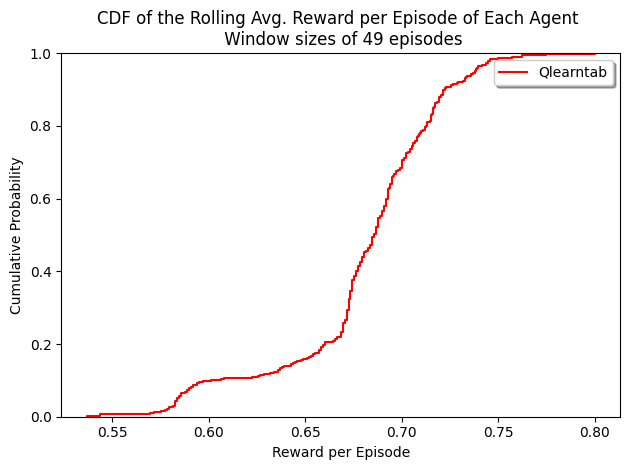 CDF of the Rolling Avg. Reward per Episode of Each Agent
Window sizes of 49 episodes
Qlearntab
Cumulative Probability
1.0
0.8
0.6
0.4
0.2
0.0
0.55 0.60 0.65 0.70 0.75 0.80
Reward per Episode